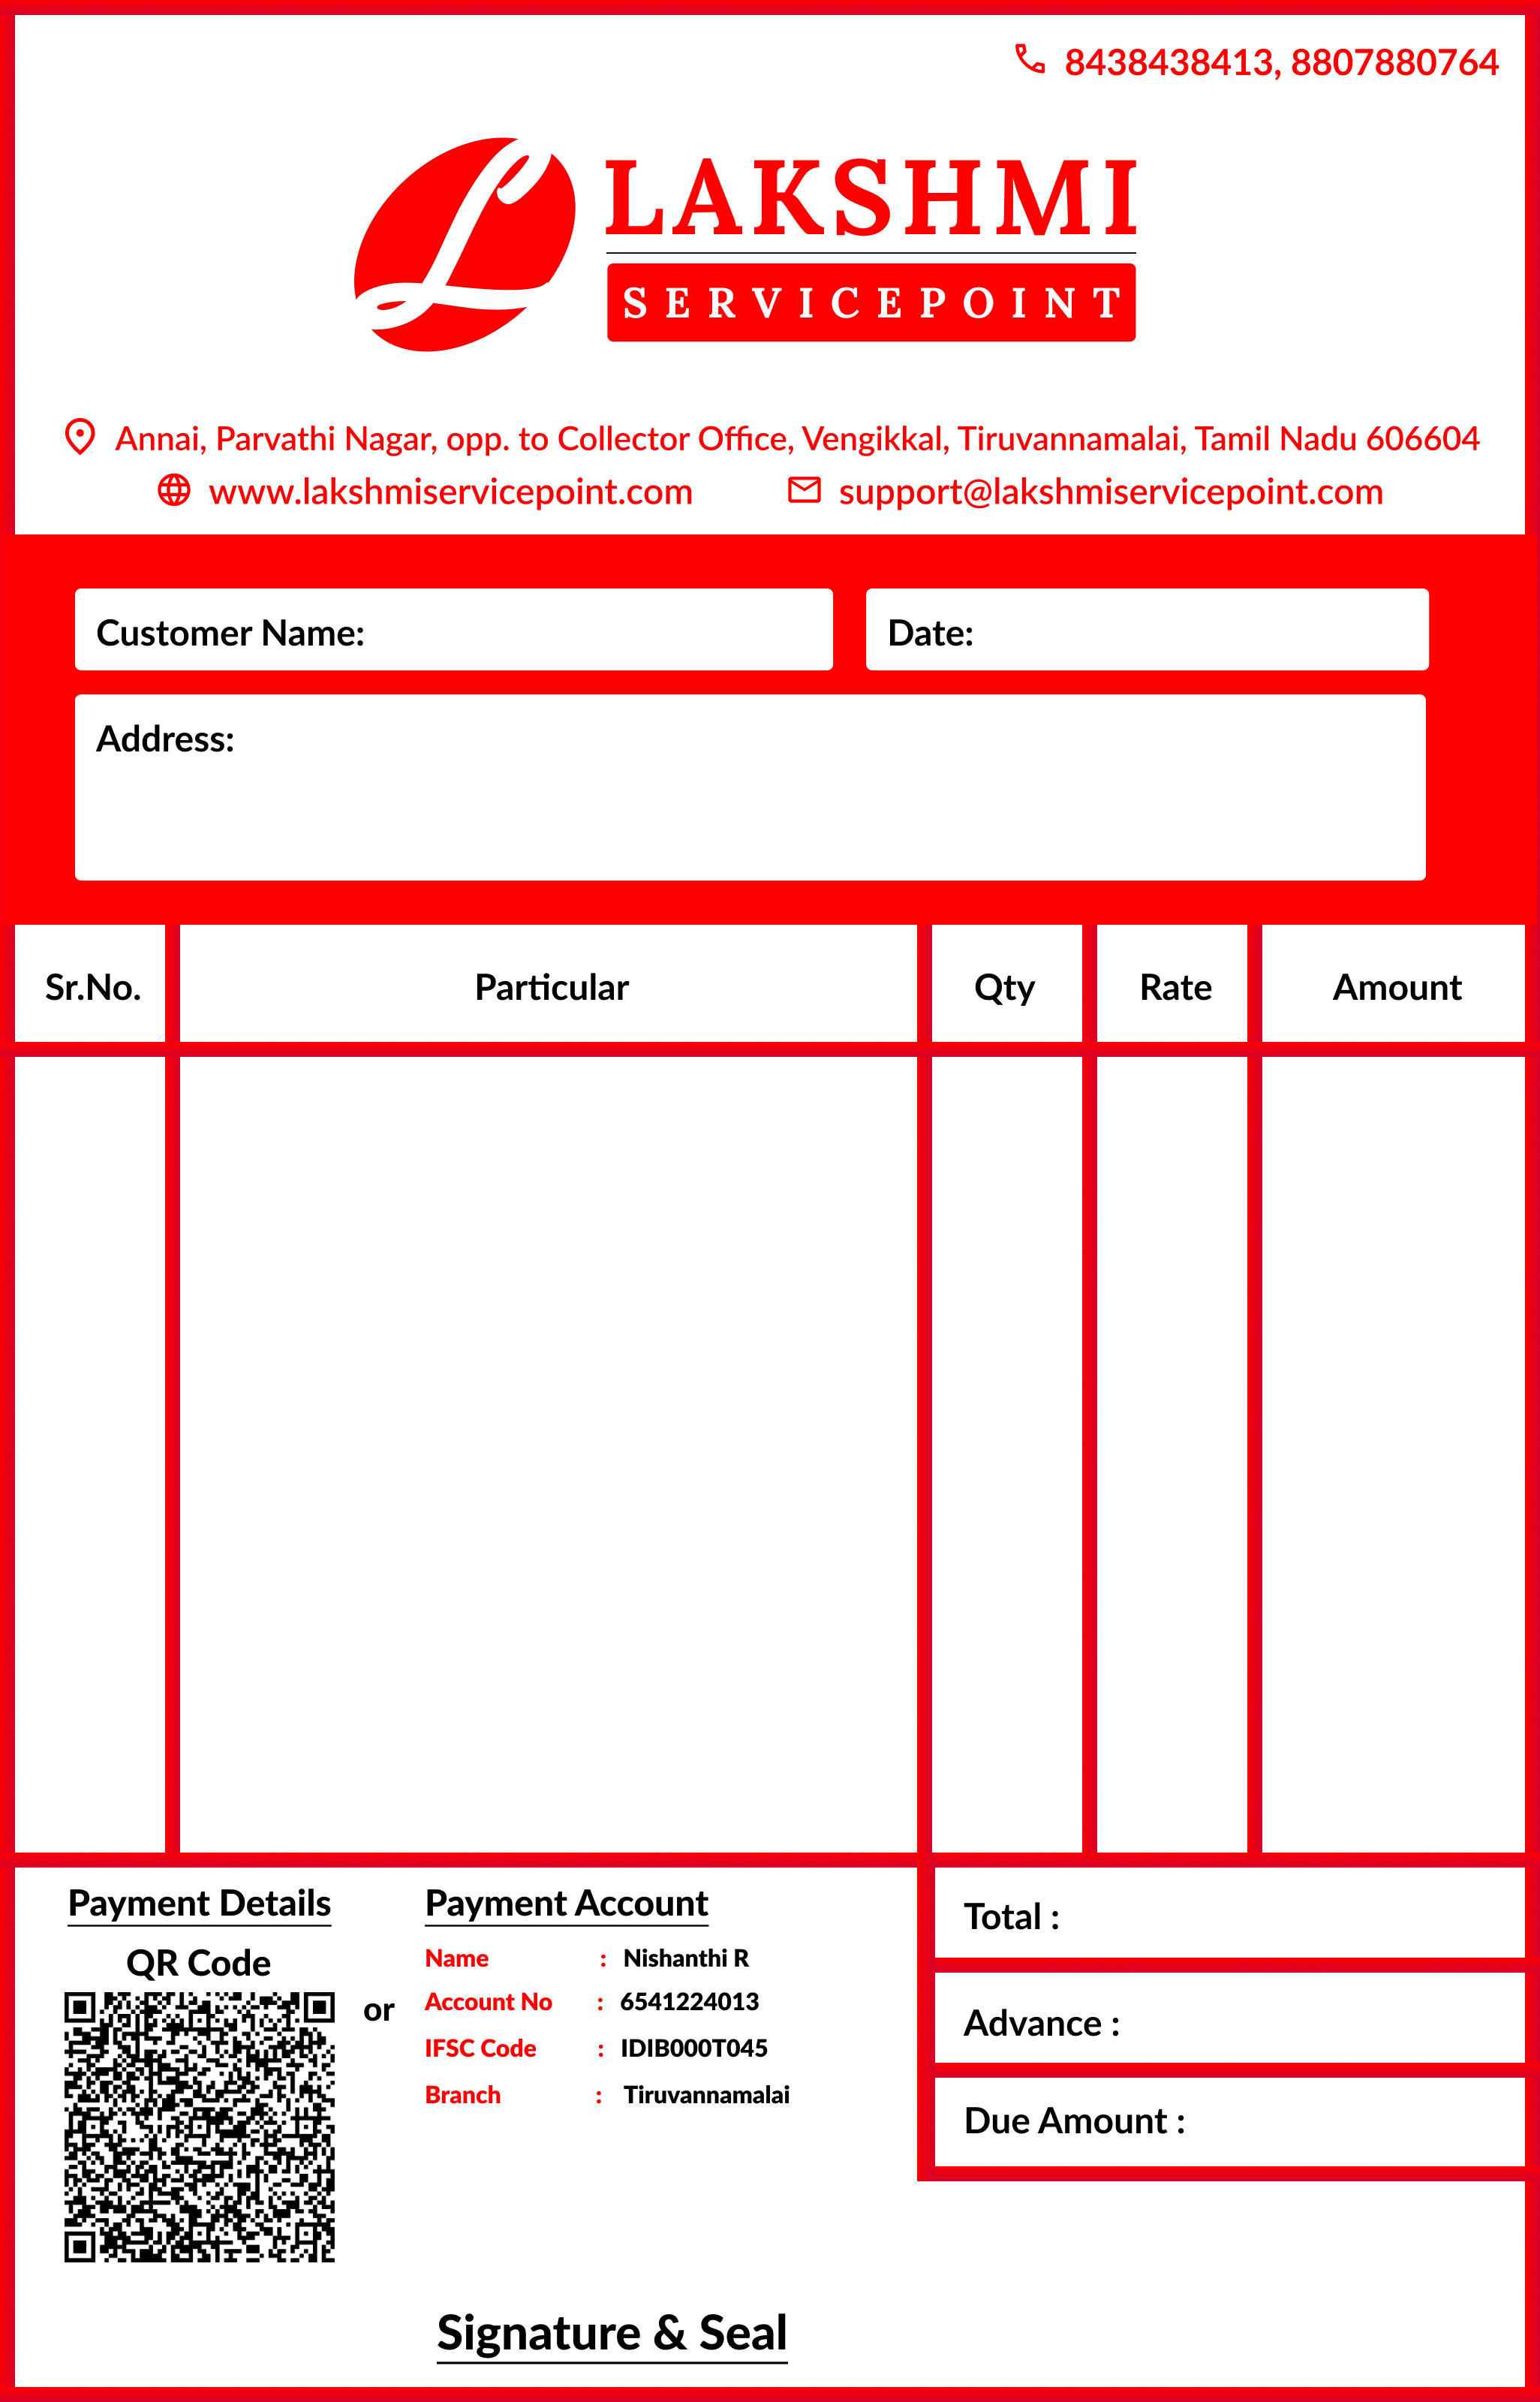 8438438413, 8807880764
LAKSHMI
SERVICEPOINT
Annai, Parvathi Nagar, opp. to Collector Office, Vengikkal, Tiruvannamalai, Tamil Nadu 606604
www.lakshmiservicepoint.com support@lakshmiservicepoint.com
Customer Name: Date:
Address:
Sr.No. Particular Qty Rate Amount
Payment Details
QR Code
or
Payment Account
Name : Nishanthi R
Account No : 6541224013
IFSC Code : IDIB000T045
Branch : Tiruvannamalai
Total :
Advance :
Due Amount :
Signature & Seal